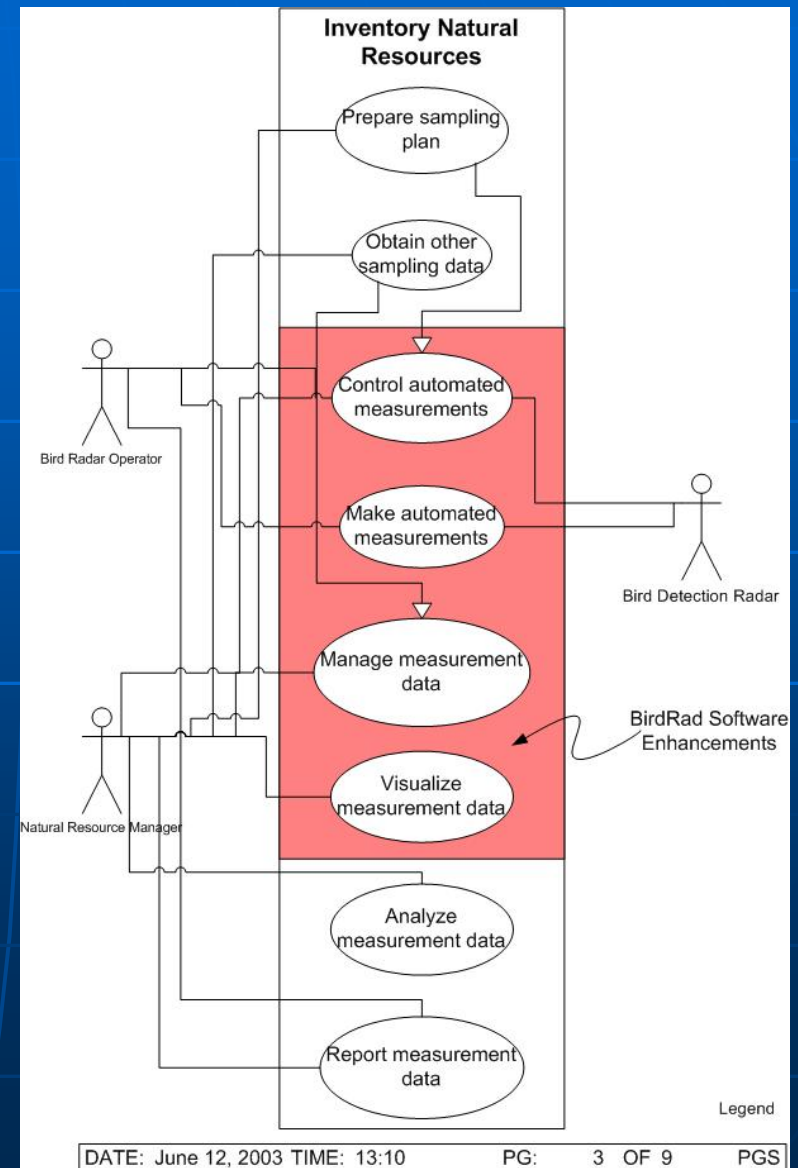 Inventory Natural
Resources
Prepare sampling
plan
Obtain other
sampling data
Control automated
measurements
Bird Radar Operator
Make automated
measurements
Bird Detection Radar
Manage measurement
data
BirdRad Software
Enhancements
Visualize
measurement data
Natural Resource Manager
Analyze
measurement data
Report measurement
data
Legend
DATE: June 12, 2003 TIME: 13:10 PG: 3 OF 9 PGS